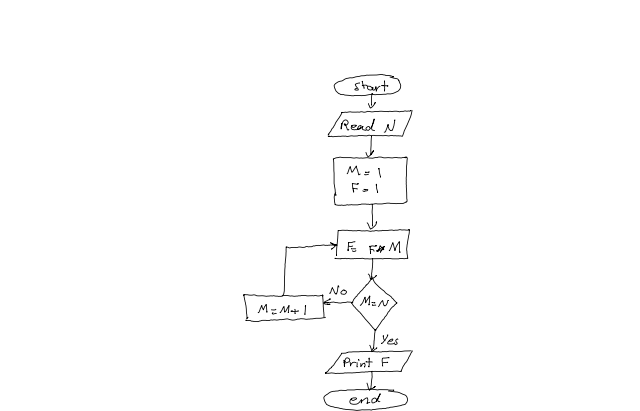 start
Read N
M = 1
F = 1
F = F * M
No
M = N
M = M + 1
Yes
Print F
end